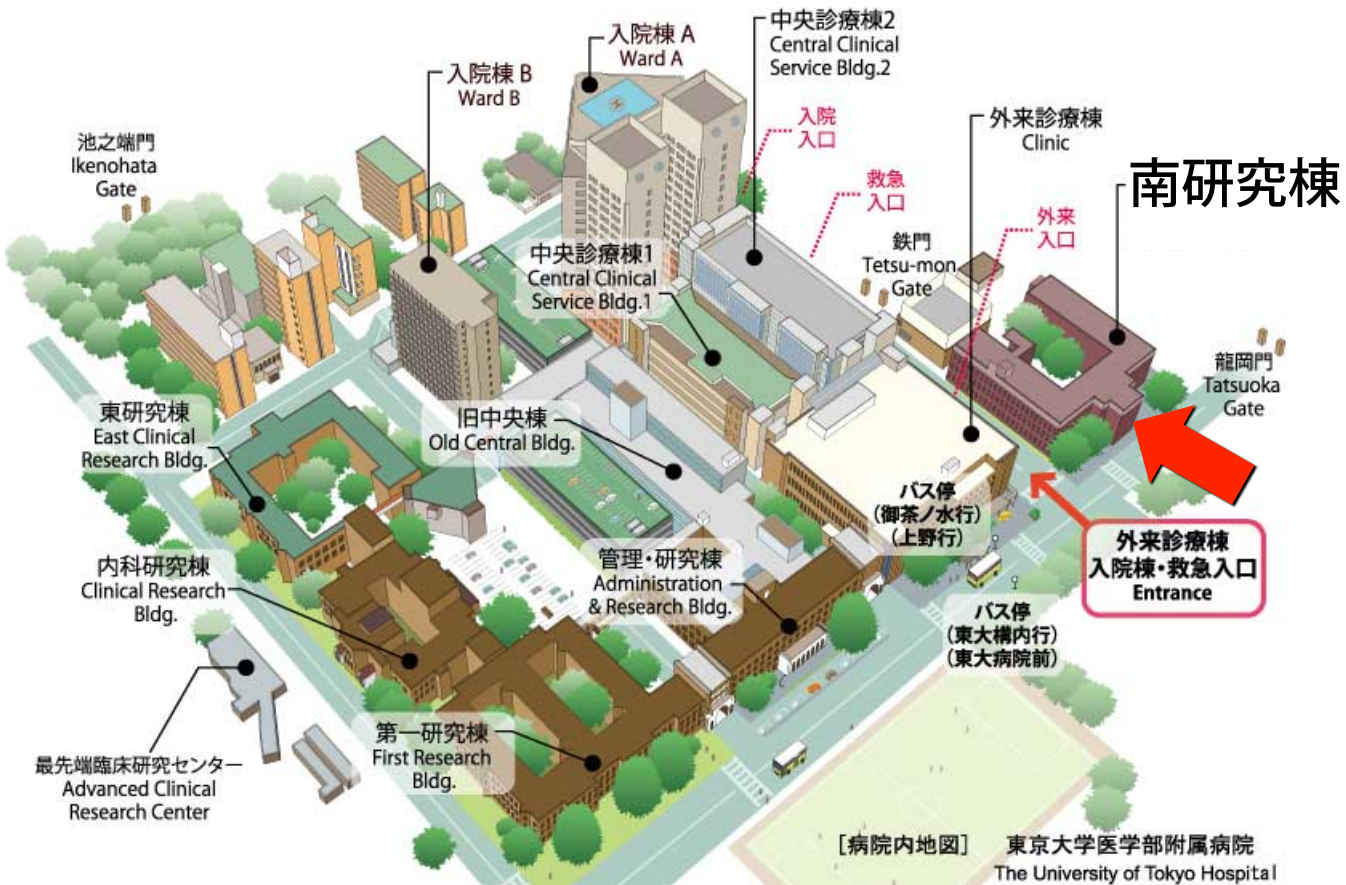 入院棟 A
Ward A
中央診療棟2
Central Clinical
Service Bldg.2
入院棟 B
Ward B
入院
入口
外来診療棟
Clinic
池之端門
Ikenohata
Gate
南研究棟
救急
入口
外来
入口
鉄門
Tetsu-mon
Gate
中央診療棟1
Central Clinical
Service Bldg.1
龍岡門
Tatsuoka
Gate
東研究棟
East Clinical
Research Bldg.
旧中央棟
Old Central Bldg.
バス停
(御茶ノ水行)
(上野行)
外来診療棟
入院棟・救急入口
Entrance
内科研究棟
Clinical Research
Bldg.
管理・研究棟
Administration
& Research Bldg.
バス停
(東大構内行)
(東大病院前)
第一研究棟
First Research
Bldg.
最先端臨床研究センター
Advanced Clinical
Research Center
[病院内地図] 東京大学医学部附属病院
The University of Tokyo Hospital